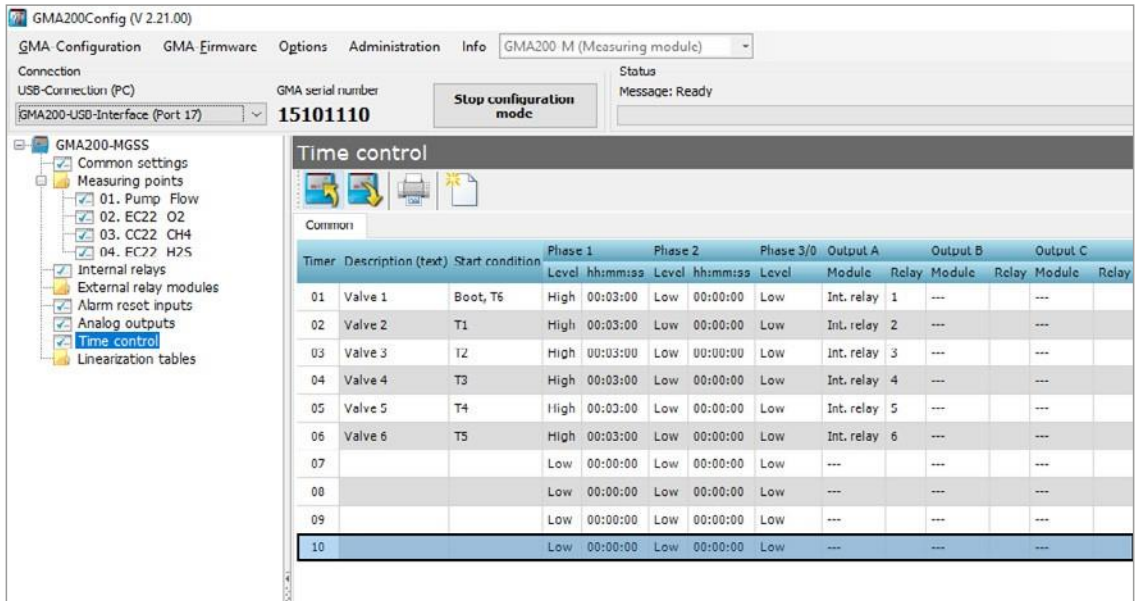 GMA200Config (V 2.21.00)
GMA-Configuration GMA-Firmware Options Administration Info GMA200-M (Measuring module)
Connection Status
USB-Connection (PC) GMA serial number Stop configuration mode Message: Ready
GMA200-USB-Interface (Port 17) 15101110
GMA200-MGSS
Common settings
Measuring points
01. Pump Flow
02. EC22 O2
03. CC22 CH4
04. EC22 H2S
Internal relays
External relay modules
Alarm reset inputs
Analog outputs
Time control
Linearization tables
Time control
Common
Timer Description (text) Start condition Phase 1 Phase 2 Phase 3/0 Output A Output B Output C
Level hh:mm:ss Level hh:mm:ss Level Module Relay Module Relay Module Relay
01 Valve 1 Boot, T6 High 00:03:00 Low 00:00:00 Low Int. relay 1 --- ---
02 Valve 2 T1 High 00:03:00 Low 00:00:00 Low Int. relay 2 --- ---
03 Valve 3 T2 High 00:03:00 Low 00:00:00 Low Int. relay 3 --- ---
04 Valve 4 T3 High 00:03:00 Low 00:00:00 Low Int. relay 4 --- ---
05 Valve 5 T4 High 00:03:00 Low 00:00:00 Low Int. relay 5 --- ---
06 Valve 6 T5 High 00:03:00 Low 00:00:00 Low Int. relay 6 --- ---
07 Low 00:00:00 Low 00:00:00 Low --- --- ---
08 Low 00:00:00 Low 00:00:00 Low --- --- ---
09 Low 00:00:00 Low 00:00:00 Low --- --- ---
10 Low 00:00:00 Low 00:00:00 Low --- --- ---